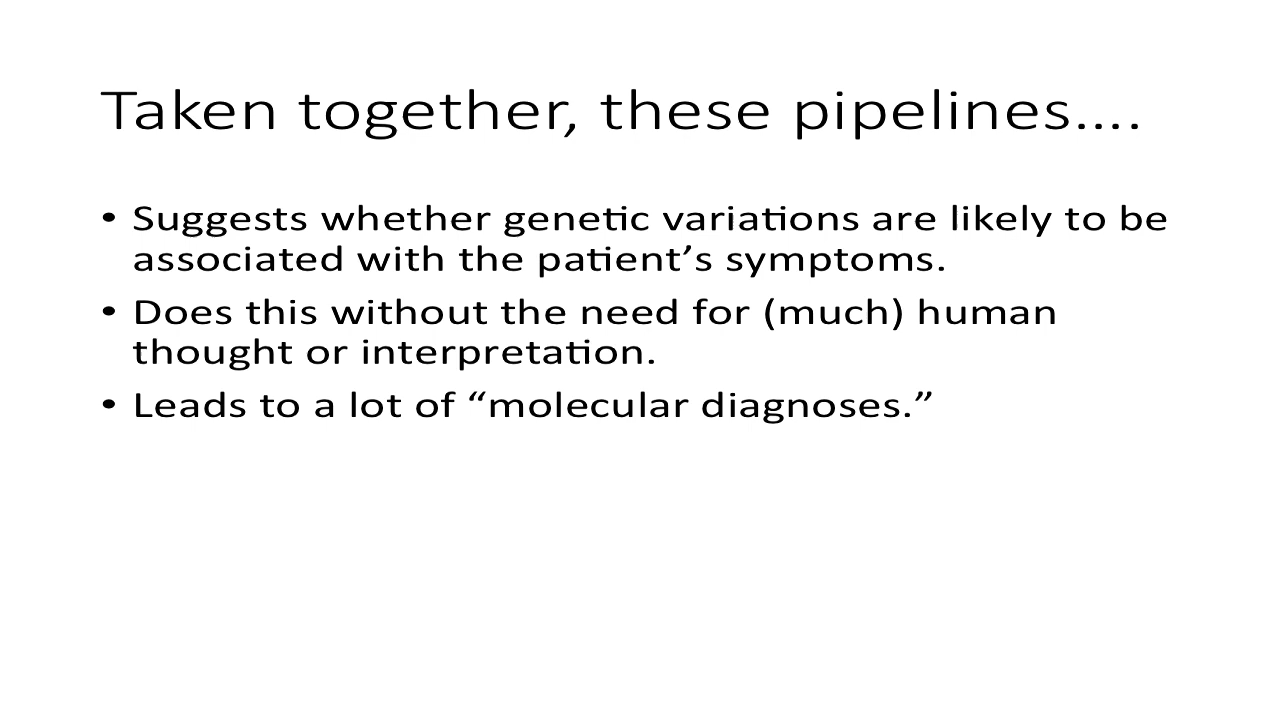 Taken together, these pipelines....
• Suggests whether genetic variations are likely to be
associated with the patient’s symptoms.
• Does this without the need for (much) human
thought or interpretation.
• Leads to a lot of “molecular diagnoses.”